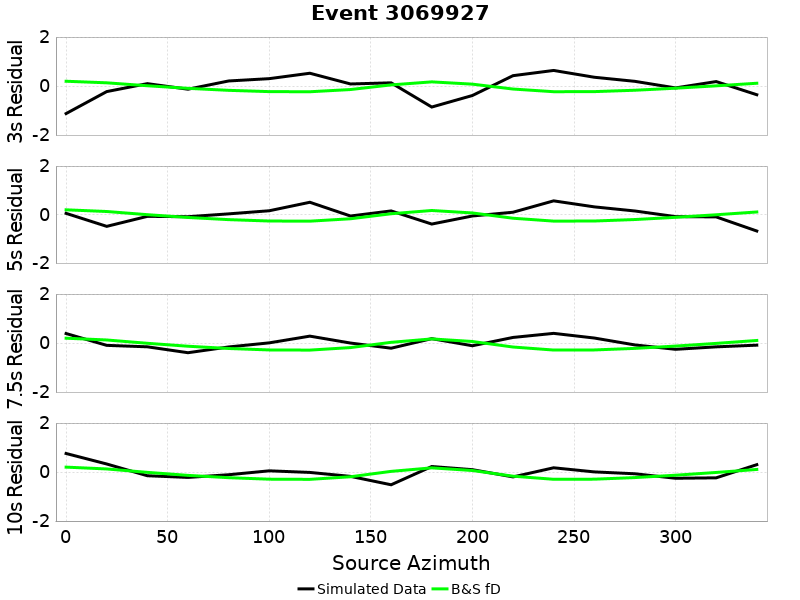 Event 3069927
3s Residual
2
0
-2
5s Residual
2
0
-2
7.5s Residual
2
0
-2
10s Residual
2
0
-2
0 50 100 150 200 250 300
Source Azimuth
Simulated Data B&S fD